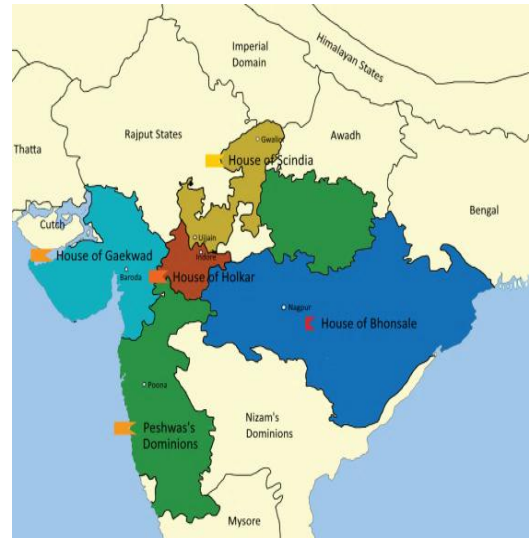 Himalayan States
Imperial
Domain
Gwalior
Rajput States
Awadh
Thatta
House of Scindia
Bengal
Cutch
Ujjain
House of Gaekwad
Indore
Baroda
House of Holkar
Nagpur
House of Bhonsale
Poona
Nizam's
Dominions
Peshwas's
Dominions
Mysore